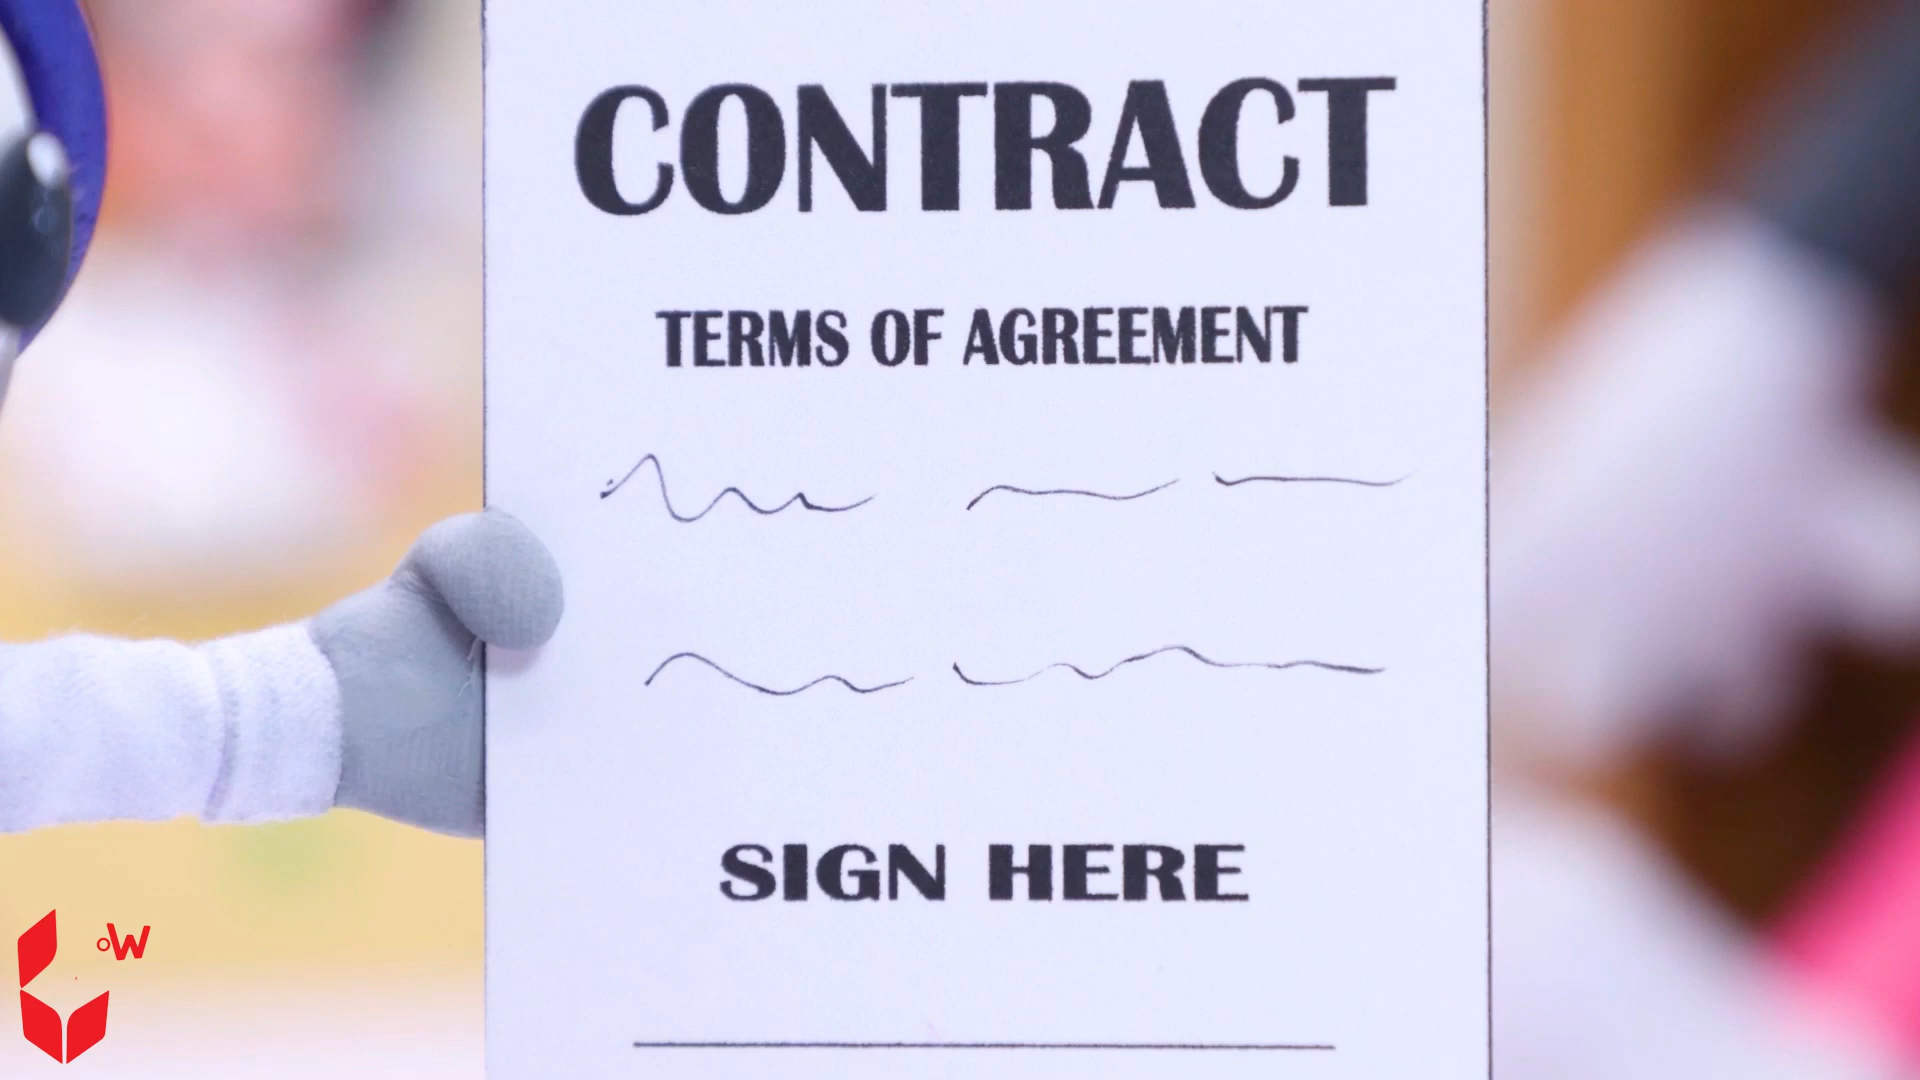 CONTRACT
TERMS OF AGREEMENT
SIGN HERE
W